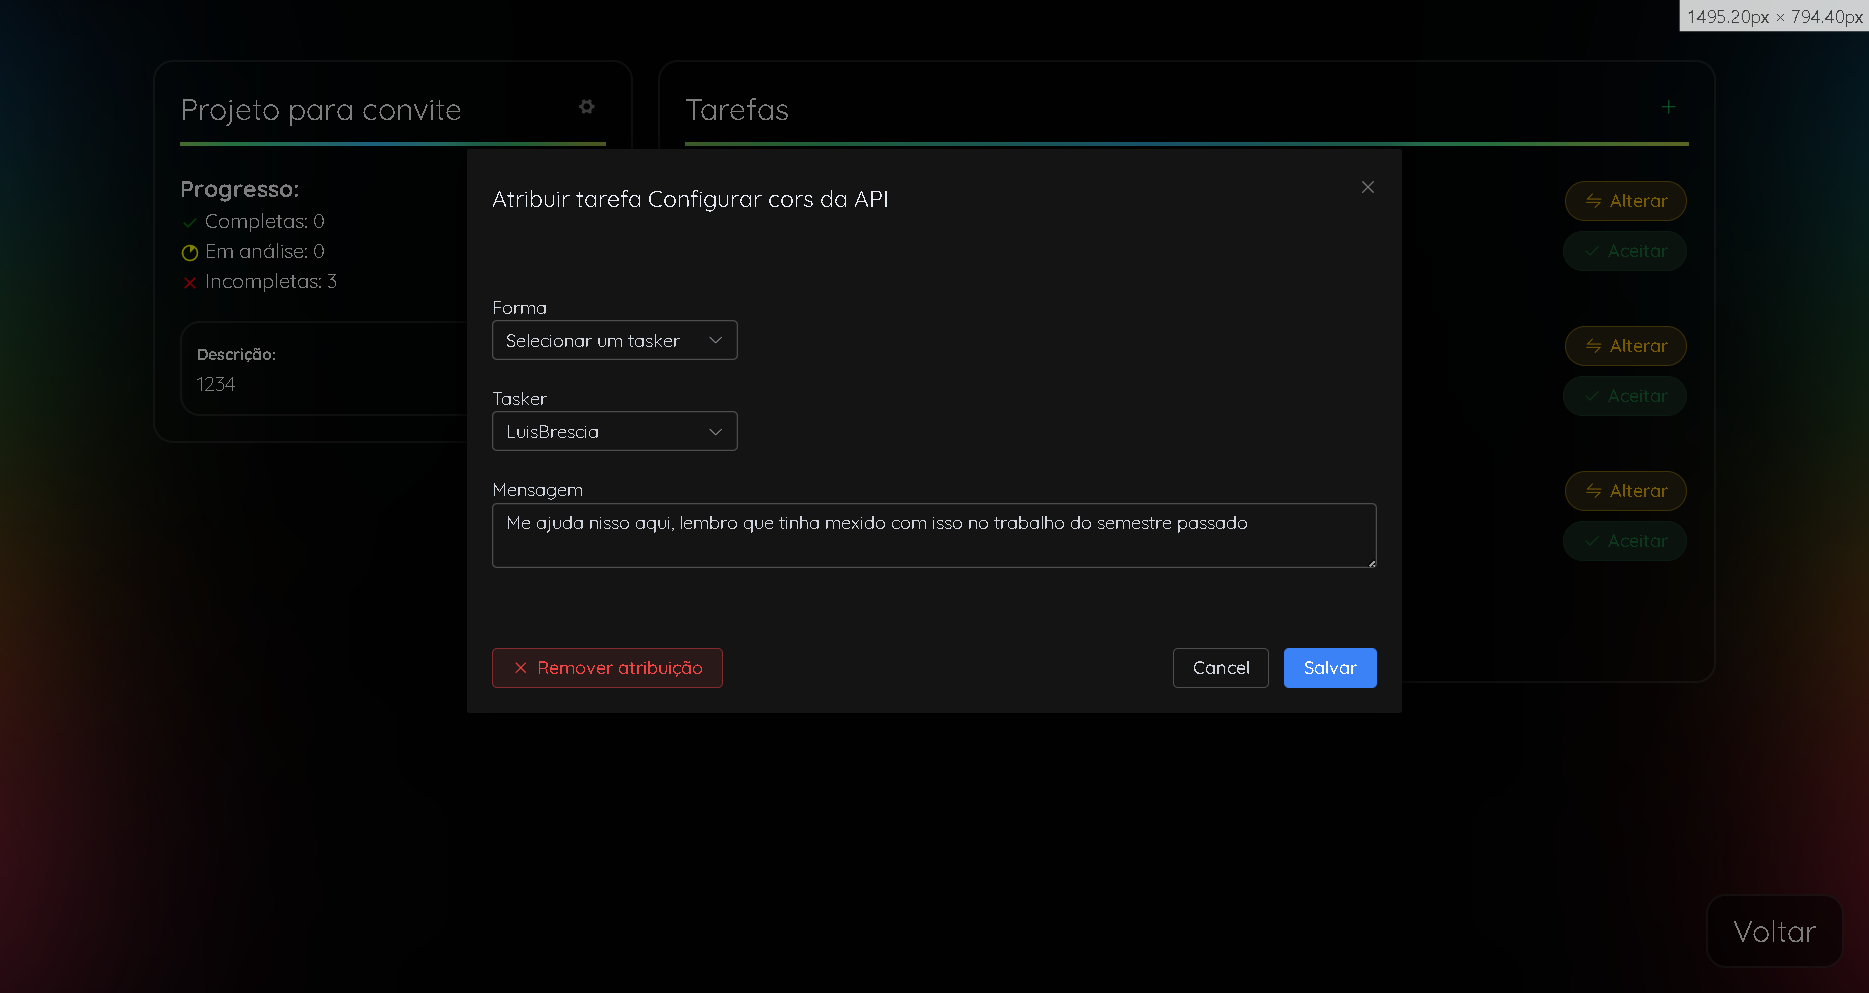 1495.20px × 794.40px
Projeto para convite
Progresso:
Completas: 0
Em análise: 0
Incompletas: 3
Descrição:
1234
Tarefas
+
Alterar
Aceitar
Alterar
Aceitar
Alterar
Aceitar
Atribuir tarefa Configurar cors da API
Forma
Selecionar um tasker
Tasker
LuisBrescia
Mensagem
Me ajuda nisso aqui, lembro que tinha mexido com isso no trabalho do semestre passado
Remover atribuição
Cancel
Salvar
Voltar